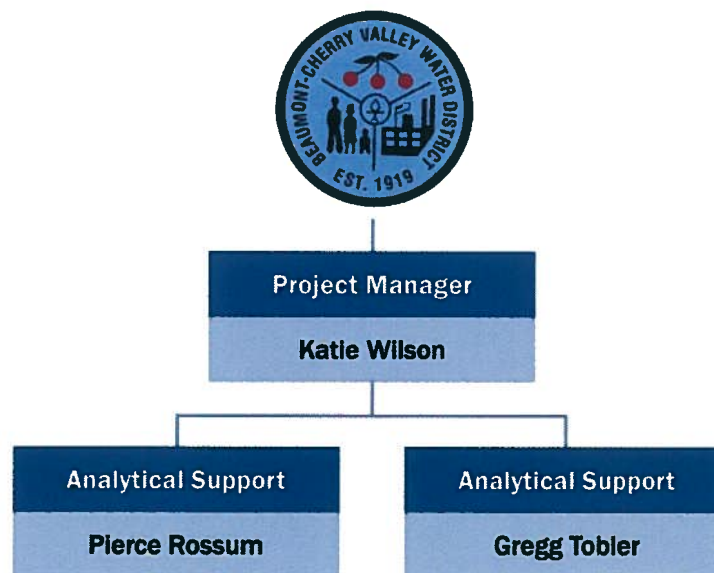 BEAUMONT-CHERRY VALLEY WATER DISTRICT
EST. 1919
Project Manager
Katie Wilson
Analytical Support
Pierce Rossum
Analytical Support
Gregg Tobler